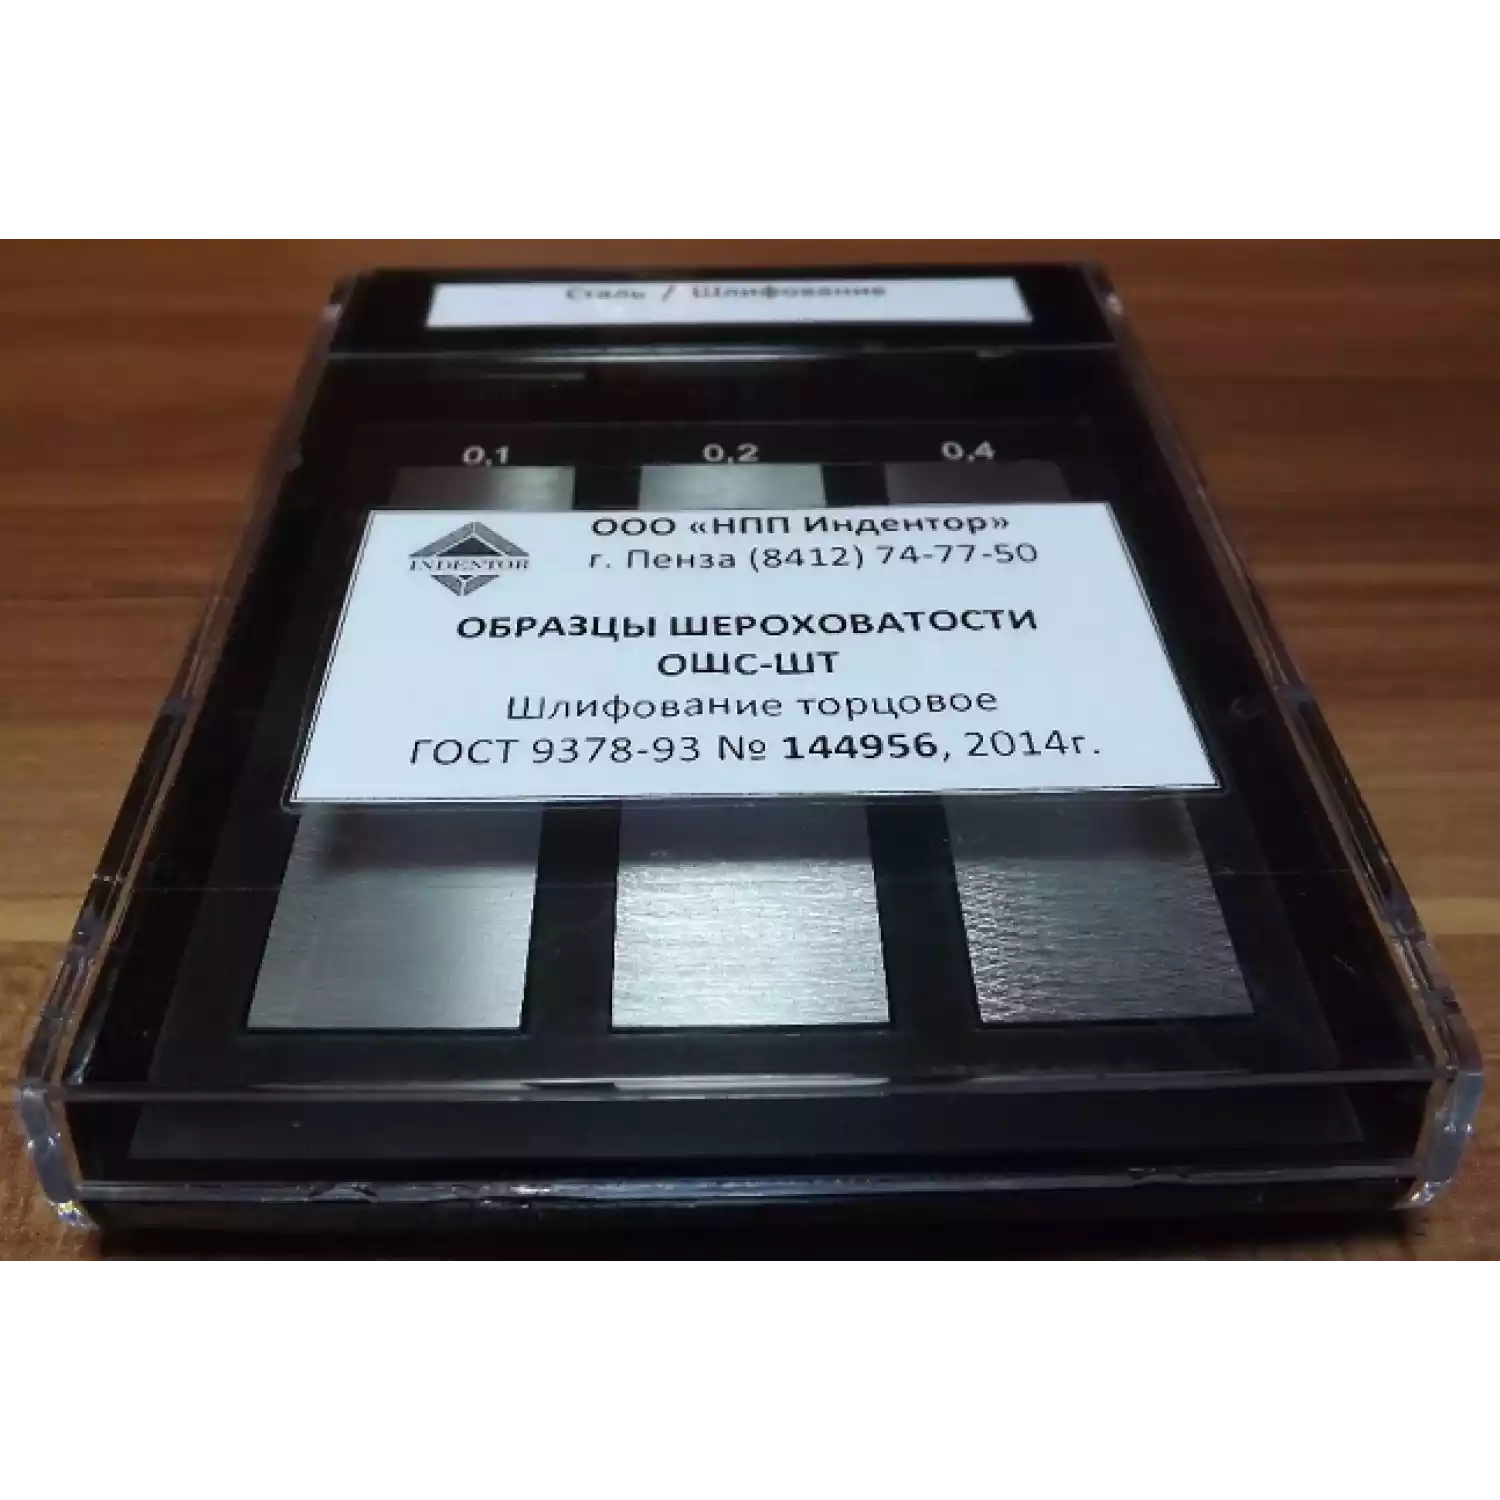 Сталь / Шлифование
0,1 0,2 0,4
INDENTOR
ООО «НПП Индентор»
г. Пенза (8412) 74-77-50
ОБРАЗЦЫ ШЕРОХОВАТОСТИ
ОШС-ШТ
Шлифование торцовое
ГОСТ 9378-93 № 144956, 2014г.